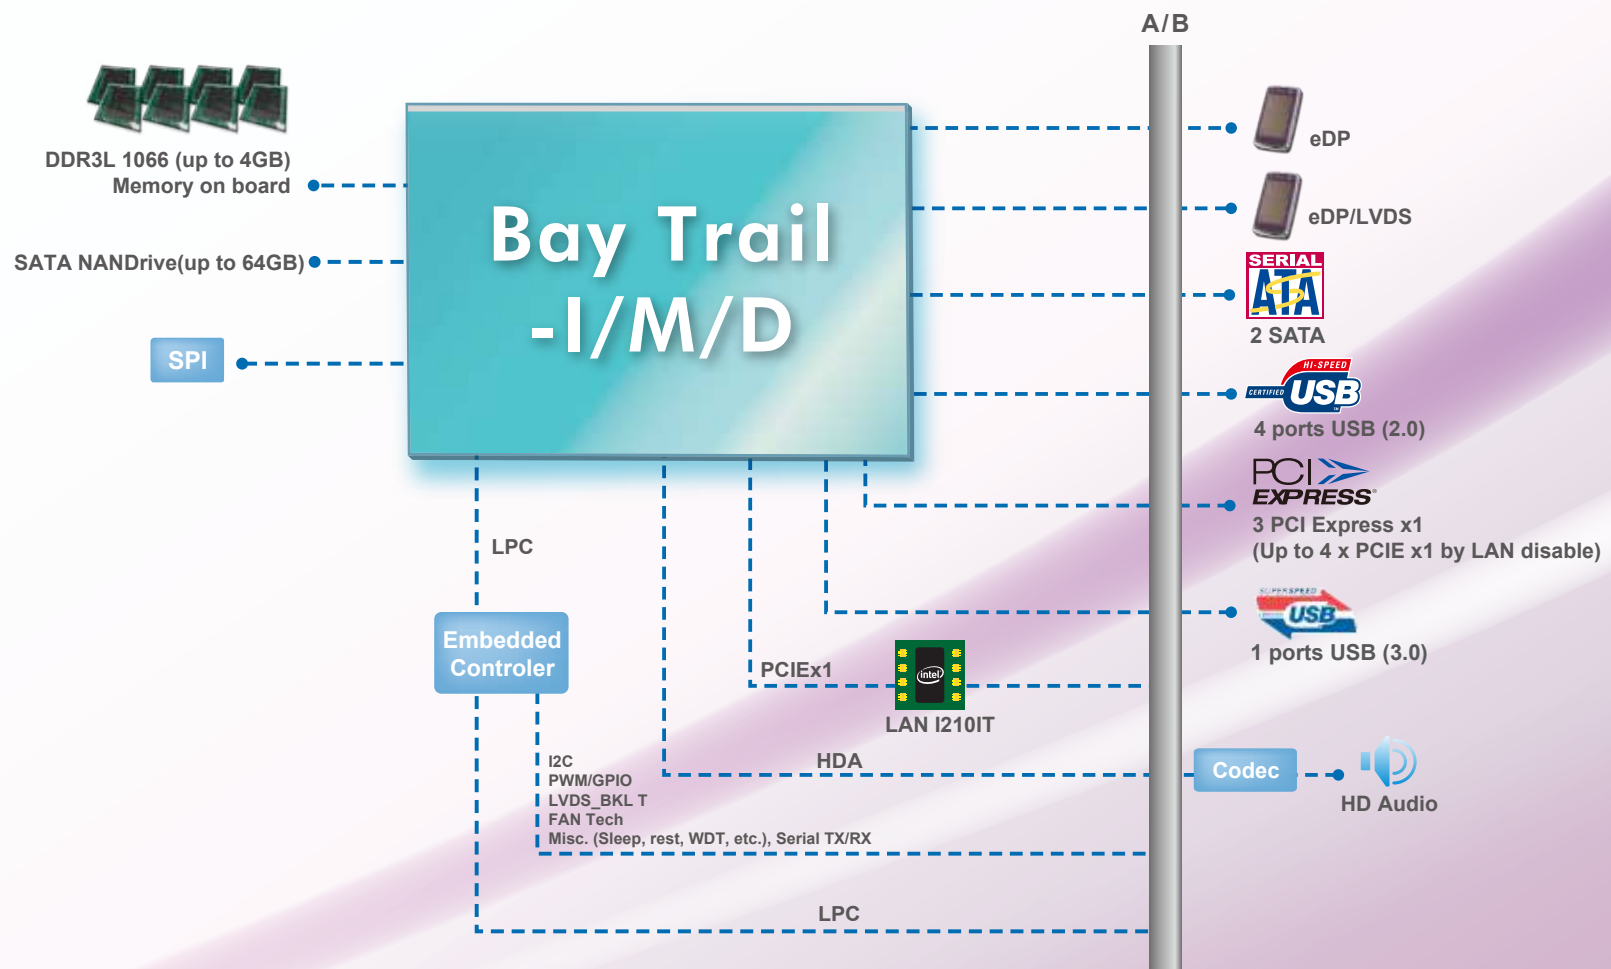 A/B
DDR3L 1066 (up to 4GB)
Memory on board
SATA NANDrive(up to 64GB)
SPI
Bay Trail
-I/M/D
eDP
eDP/LVDS
SERIAL
ATA
2 SATA
HI-SPEED
CERTIFIED USB
4 ports USB (2.0)
PCI
EXPRESS®
3 PCI Express x1
(Up to 4 x PCIE x1 by LAN disable)
SUPERSPEED
USB
1 ports USB (3.0)
LPC
Embedded
Controler
PCIEx1
intel
LAN I210IT
HDA
Codec
HD Audio
I2C
PWM/GPIO
LVDS_BKL T
FAN Tech
Misc. (Sleep, rest, WDT, etc.), Serial TX/RX
LPC